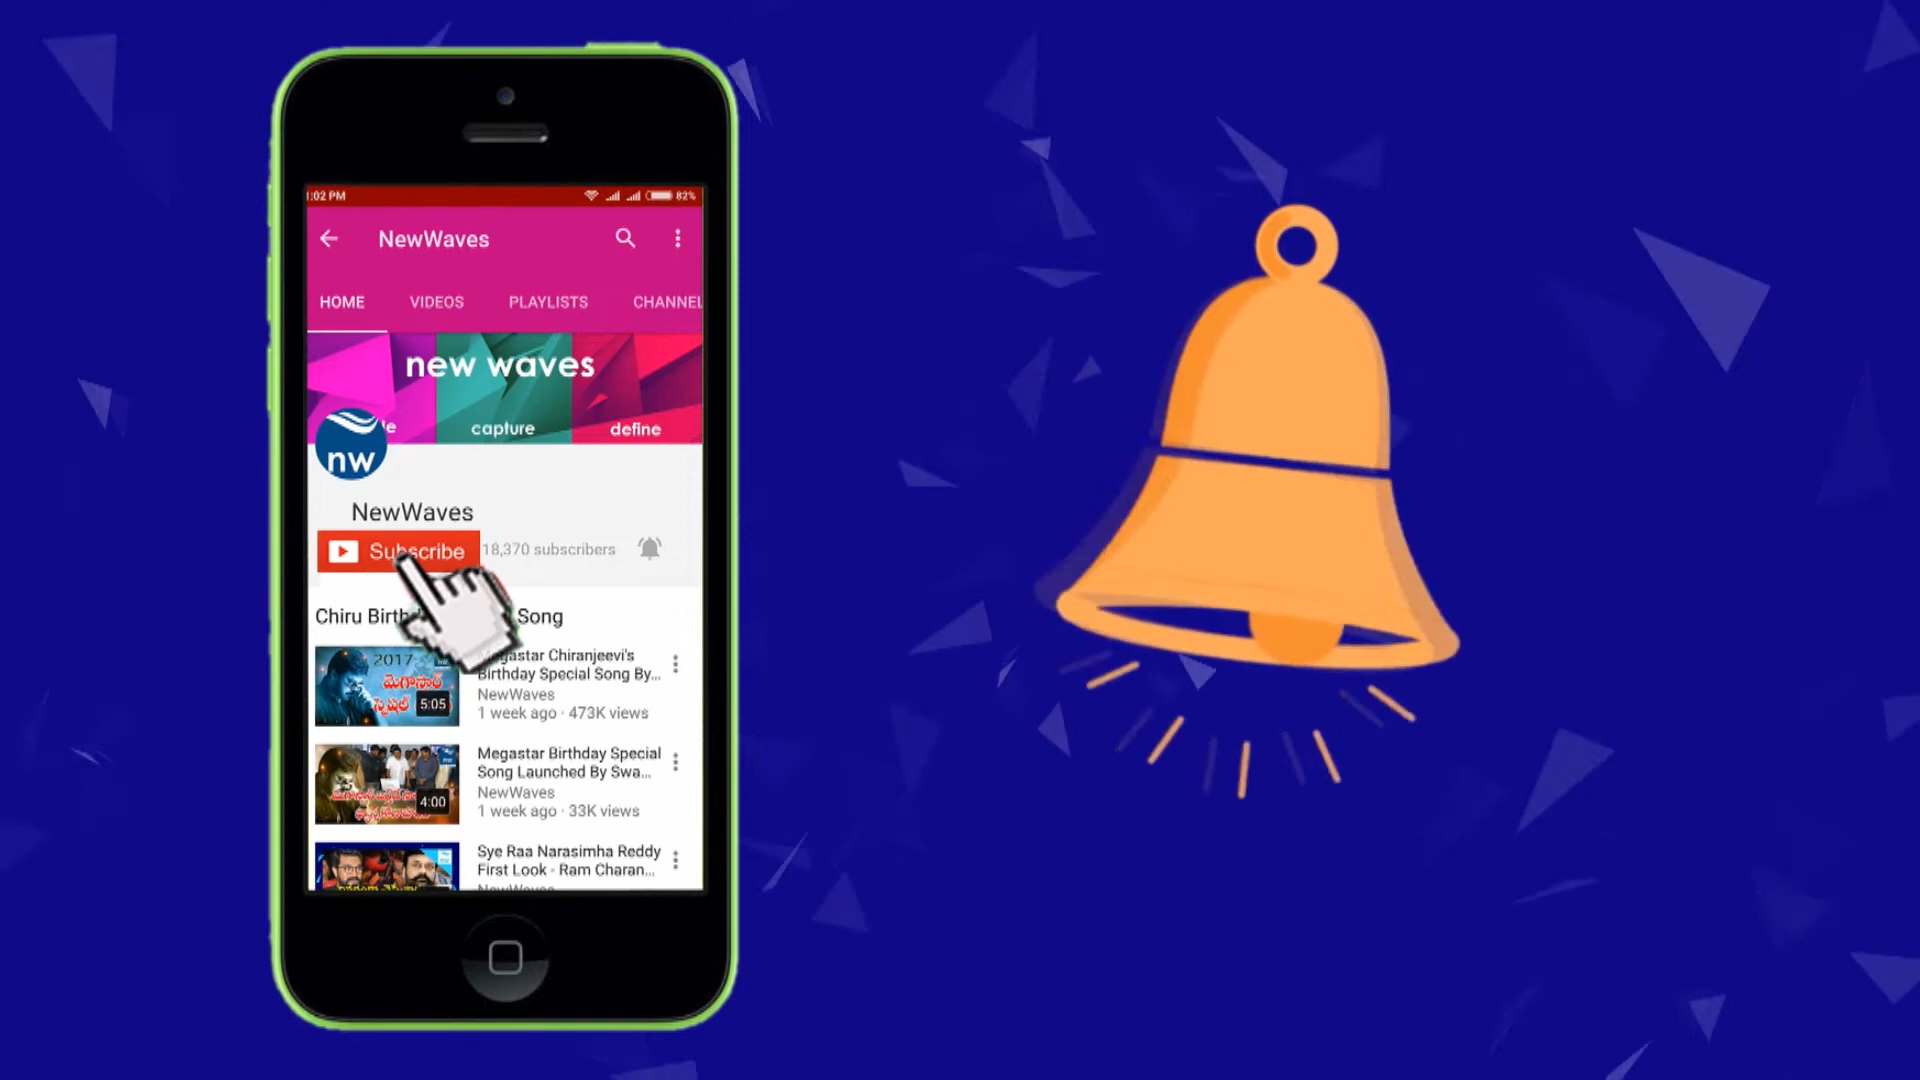 1:02 PM
82%
NewWaves
HOME VIDEOS PLAYLISTS CHANNEL
new waves
capture
define
nw
NewWaves
Subscribe
18,370 subscribers
Chiru
Song
2017
మెగాస్టార్
స్పెషల్
5:05
Megastar Chiranjeevi's
Birthday Special Song By...
NewWaves
1 week ago · 473K views
4:00
Megastar Birthday Special
Song Launched By Swa...
NewWaves
1 week ago · 33K views
Sye Raa Narasimha Reddy
First Look - Ram Charan...
NewWaves